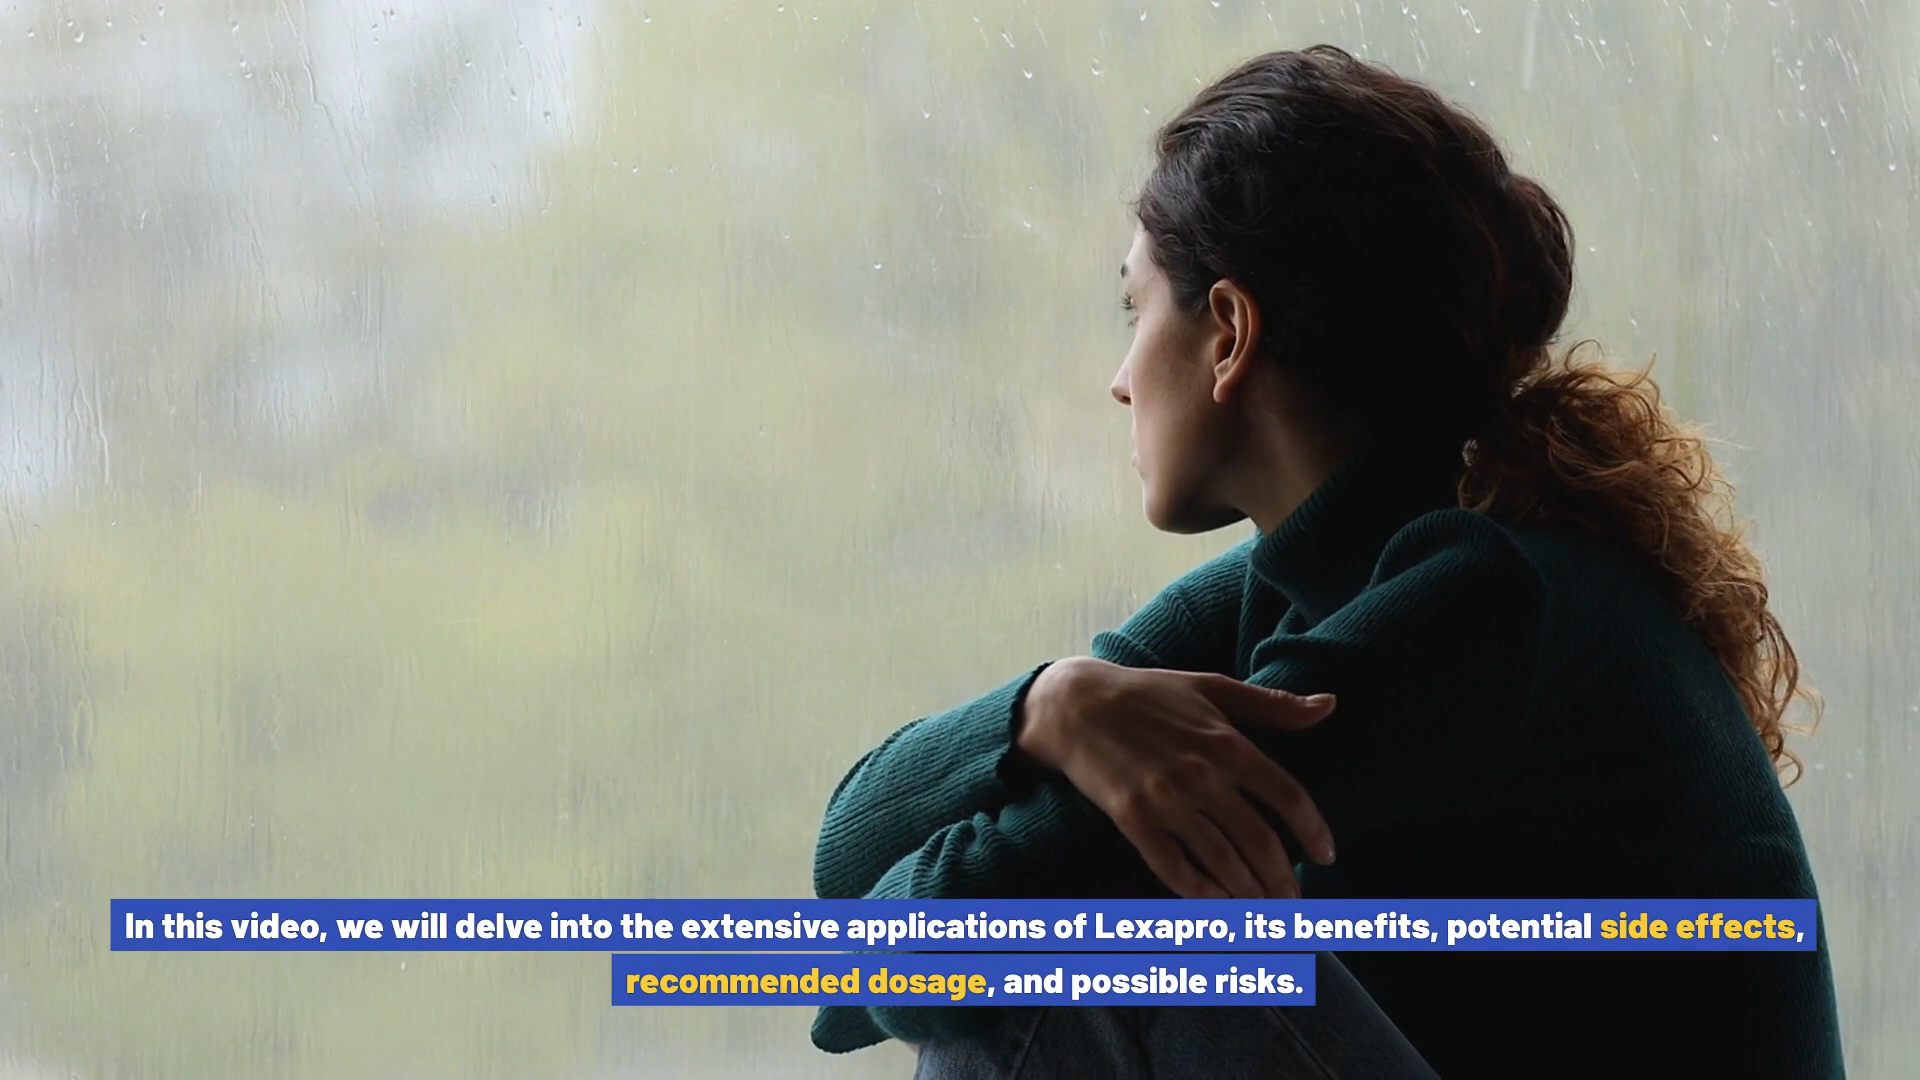 In this video, we will delve into the extensive applications of Lexapro, its benefits, potential side effects,
recommended dosage, and possible risks.